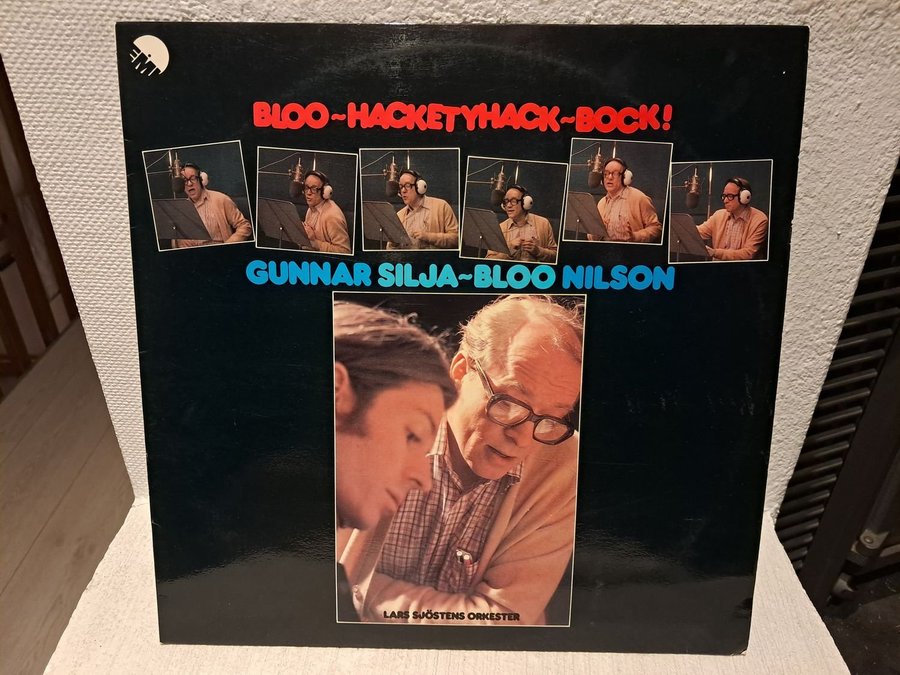 EMI
BLOO~HACKETYHACK~BOCK!
GUNNAR SILJA~BLOO NILSON
LARS SJÖSTENS ORKESTER